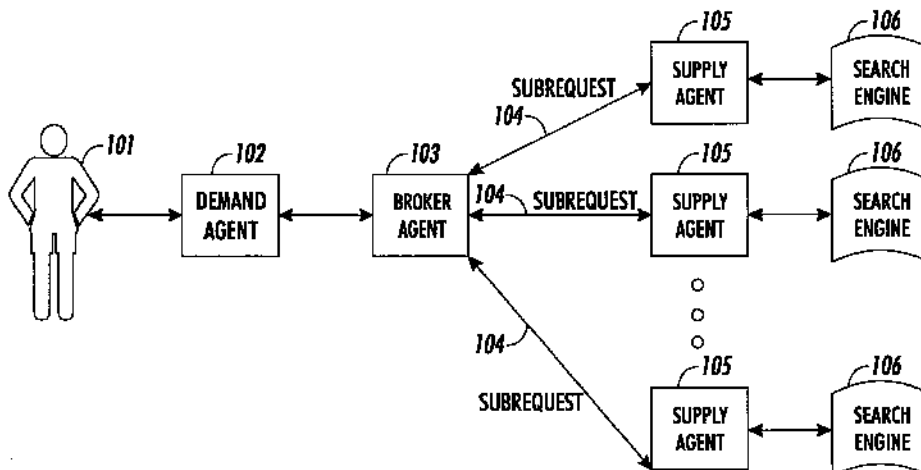 105
106
SUPPLY
AGENT
SEARCH
ENGINE
SUBREQUEST
104
101
102
103
105
106
DEMAND
AGENT
BROKER
AGENT
104
SUBREQUEST
SUPPLY
AGENT
SEARCH
ENGINE
104
105
106
SUBREQUEST
SUPPLY
AGENT
SEARCH
ENGINE